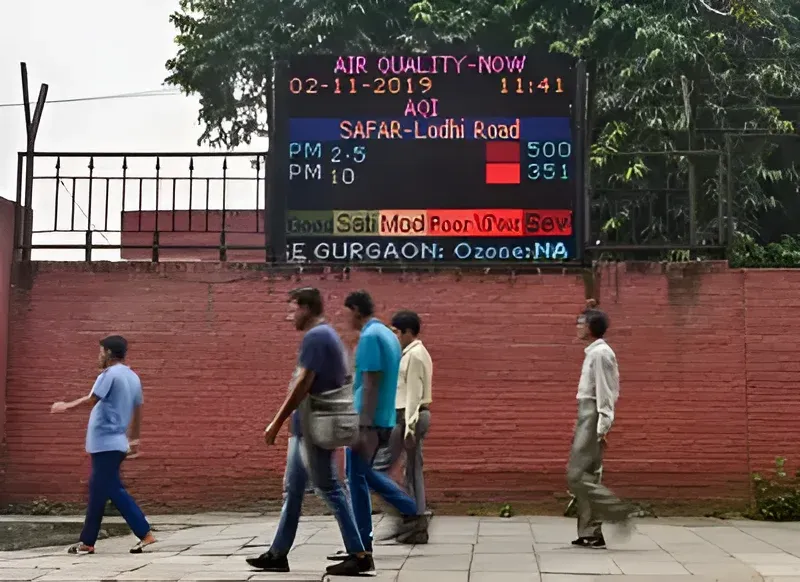 AIR QUALITY-NOW
02-11-2019 11:41
AQI
SAFAR-Lodhi Road
PM 2.5 500
PM 10 351
Good Sati Mod Poor V.Poor Sev
E GURGAON: Ozone:NA